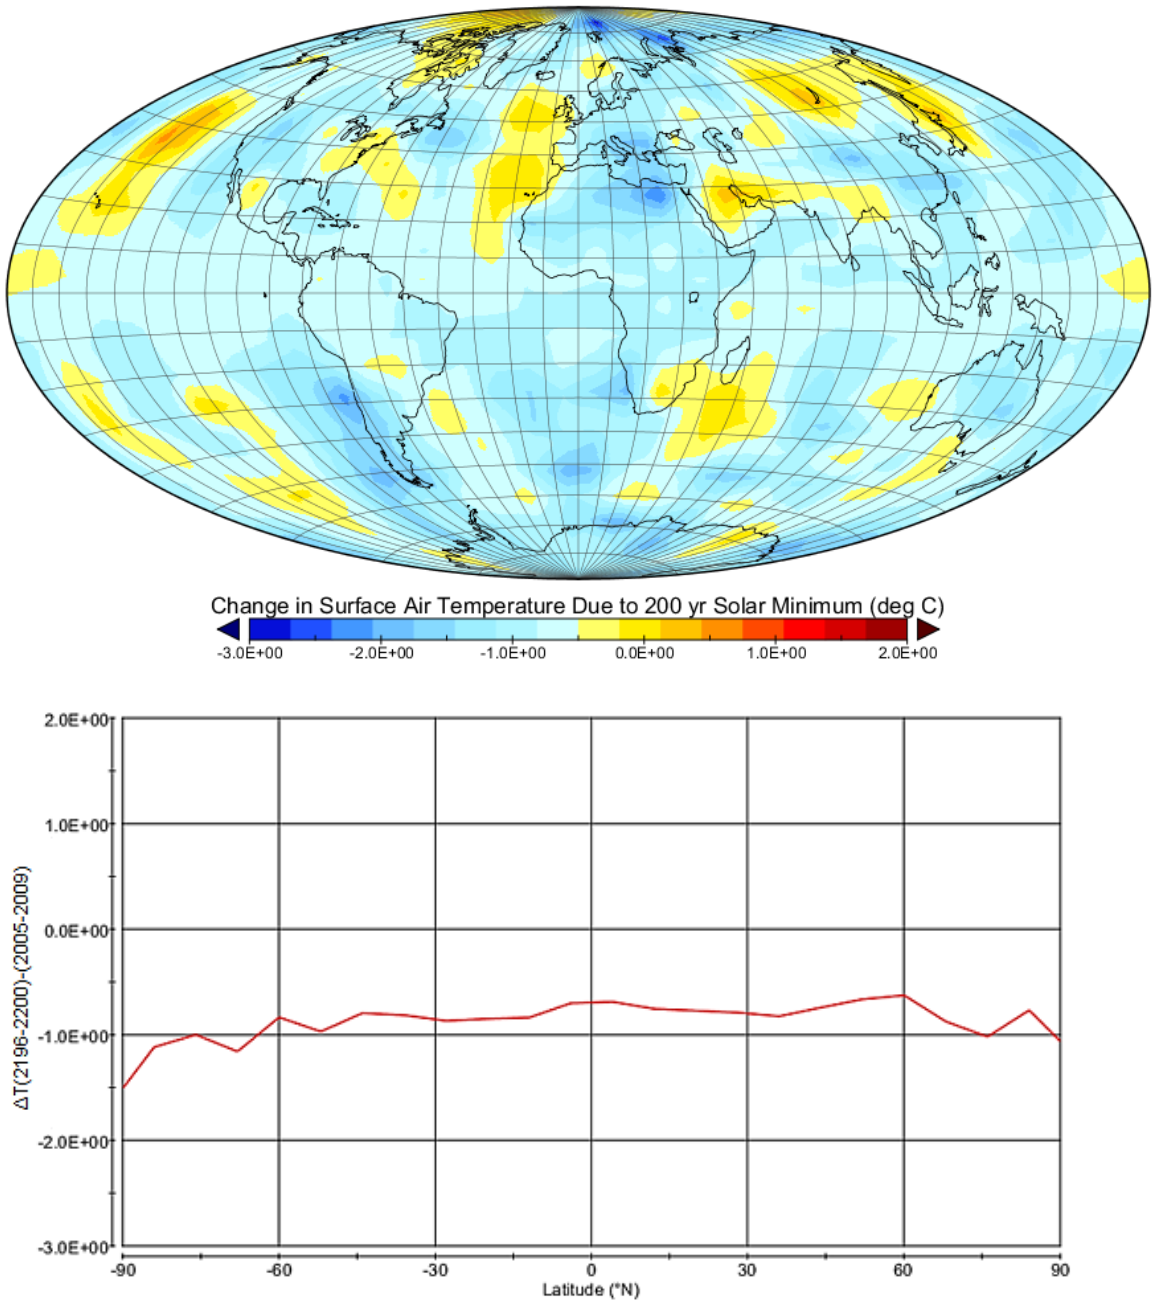 Change in Surface Air Temperature Due to 200 yr Solar Minimum (deg C)
-3.0E+00 -2.0E+00 -1.0E+00 0.0E+00 1.0E+00 2.0E+00
2.0E+00
1.0E+00
0.0E+00
-1.0E+00
-2.0E+00
-3.0E+00
ΔT(2196-2200)-(2005-2009)
-90 -60 -30 0 30 60 90
Latitude (°N)